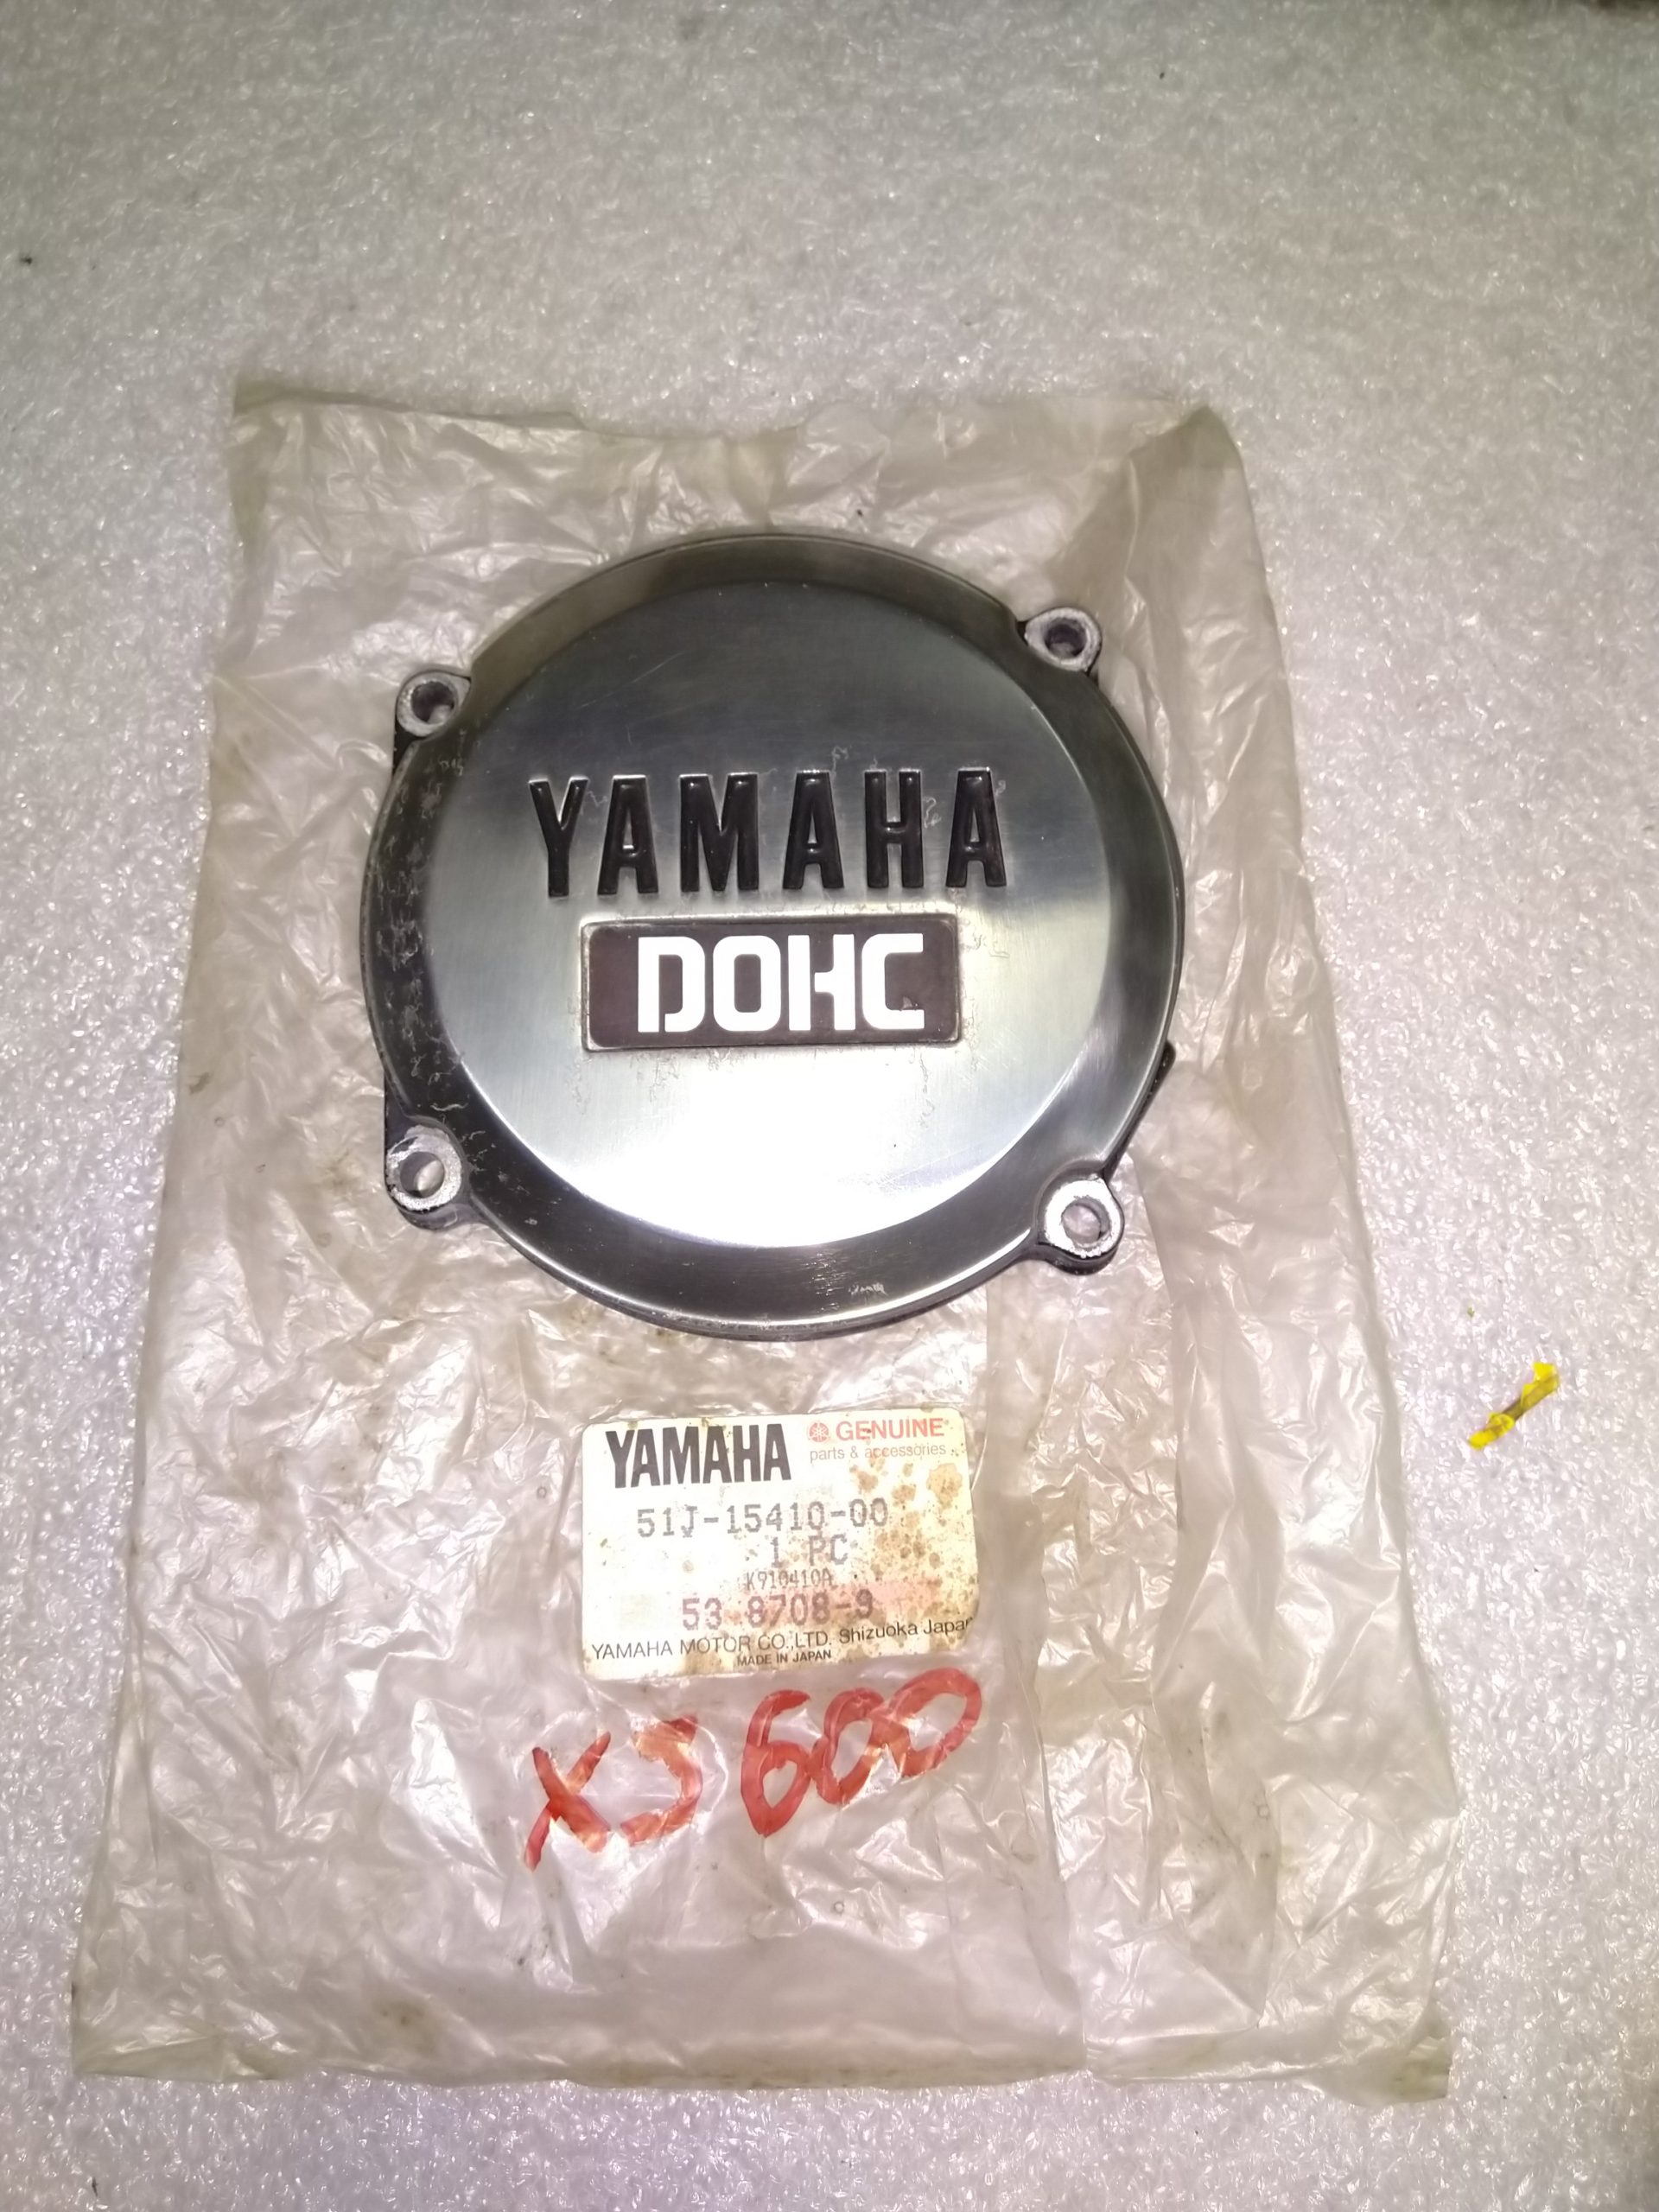 YAMAHA
DOHC
YAMAHA GENUINE
parts & accessories
51J-15410-00
1 PC
K910410A
53 8708-9
YAMAHA MOTOR CO.,LTD. Shizuoka Japan
MADE IN JAPAN
XJ600